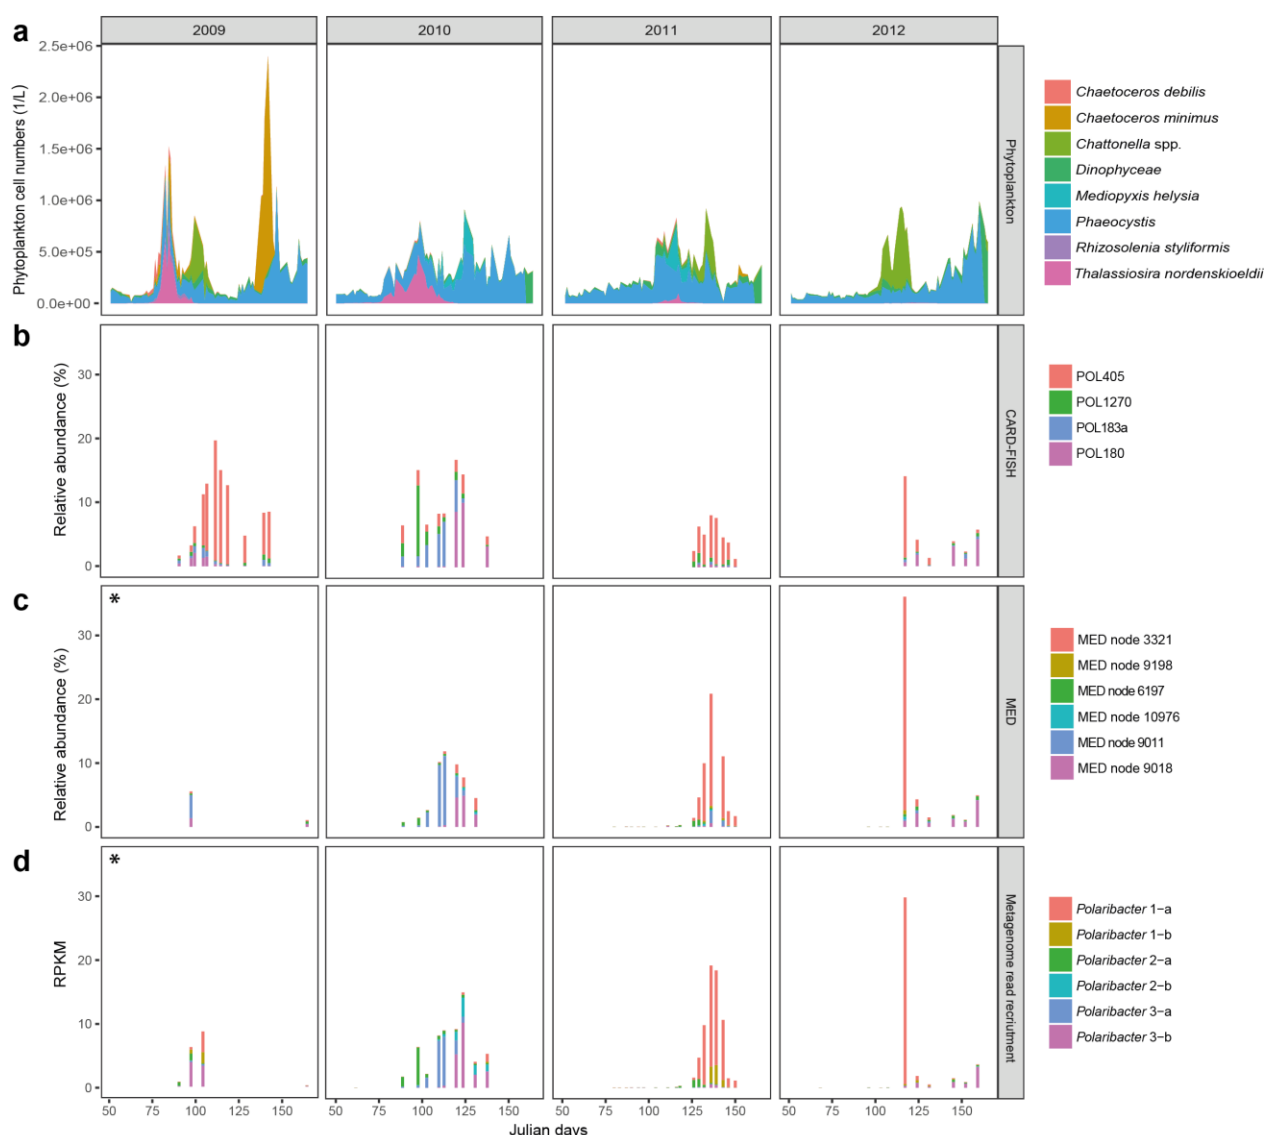 a
2009
2010
2011
2012
Phytoplankton cell numbers (1/L)
2.5e+06
2.0e+06
1.5e+06
1.0e+06
5.0e+05
0.0e+00
Phytoplankton
Chaetoceros debilis
Chaetoceros minimus
Chattonella spp.
Dinophyceae
Mediopyxis helysia
Phaeocystis
Rhizosolenia styliformis
Thalassiosira nordenskioeldii
b
Relative abundance (%)
30
20
10
0
CARD-FISH
POL405
POL1270
POL183a
POL180
c
*
Relative abundance (%)
30
20
10
0
MED
MED node 3321
MED node 9198
MED node 6197
MED node 10976
MED node 9011
MED node 9018
d
*
RPKM
30
20
10
0
Metagenome read recriutment
Polaribacter 1-a
Polaribacter 1-b
Polaribacter 2-a
Polaribacter 2-b
Polaribacter 3-a
Polaribacter 3-b
50 75 100 125 150
50 75 100 125 150
50 75 100 125 150
50 75 100 125 150
Julian days